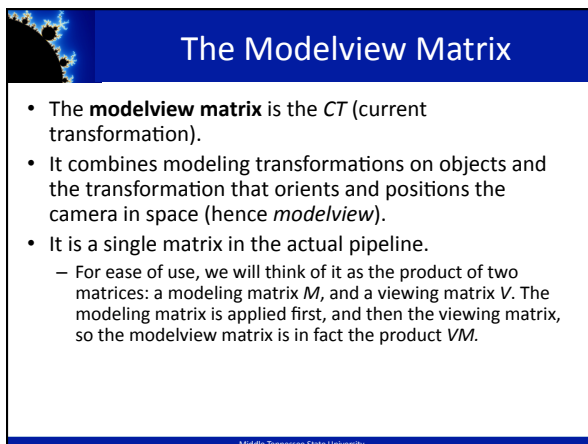 The Modelview Matrix
• The modelview matrix is the CT (current
transformation).
• It combines modeling transformations on objects and
the transformation that orients and positions the
camera in space (hence modelview).
• It is a single matrix in the actual pipeline.
– For ease of use, we will think of it as the product of two
matrices: a modeling matrix M, and a viewing matrix V. The
modeling matrix is applied first, and then the viewing matrix,
so the modelview matrix is in fact the product VM.
Middle Tennessee State University